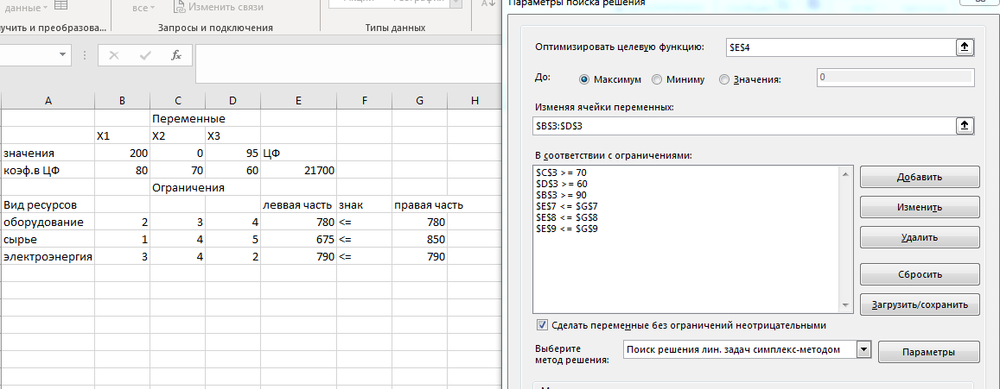 данные
все
Изменить связи
Параметры поиска решения
лучить и преобразова...
Запросы и подключения
Типы данных
Оптимизировать целевую функцию:
$E$4
До:
Максимум
Миниму
Значения:
0
Изменяя ячейки переменных:
$B$3:$D$3
В соответствии с ограничениями:
$C$3 >= 70
$D$3 >= 60
$B$3 >= 90
$E$7 <= $G$7
$E$8 <= $G$8
$E$9 <= $G$9
Добавить
Изменить
Удалить
Сбросить
Загрузить/сохранить
Сделать переменные без ограничений неотрицательными
Выберите
метод решения:
Поиск решения лин. задач симплекс-методом
Параметры
fx
A B C D E F G H
Переменные
X1 X2 X3
значения 200 0 95 ЦФ
коэф.в ЦФ 80 70 60 21700
Ограничения
Вид ресурсов леввая часть знак правая часть
оборудование 2 3 4 780 <= 780
сырье 1 4 5 675 <= 850
электроэнергия 3 4 2 790 <= 790